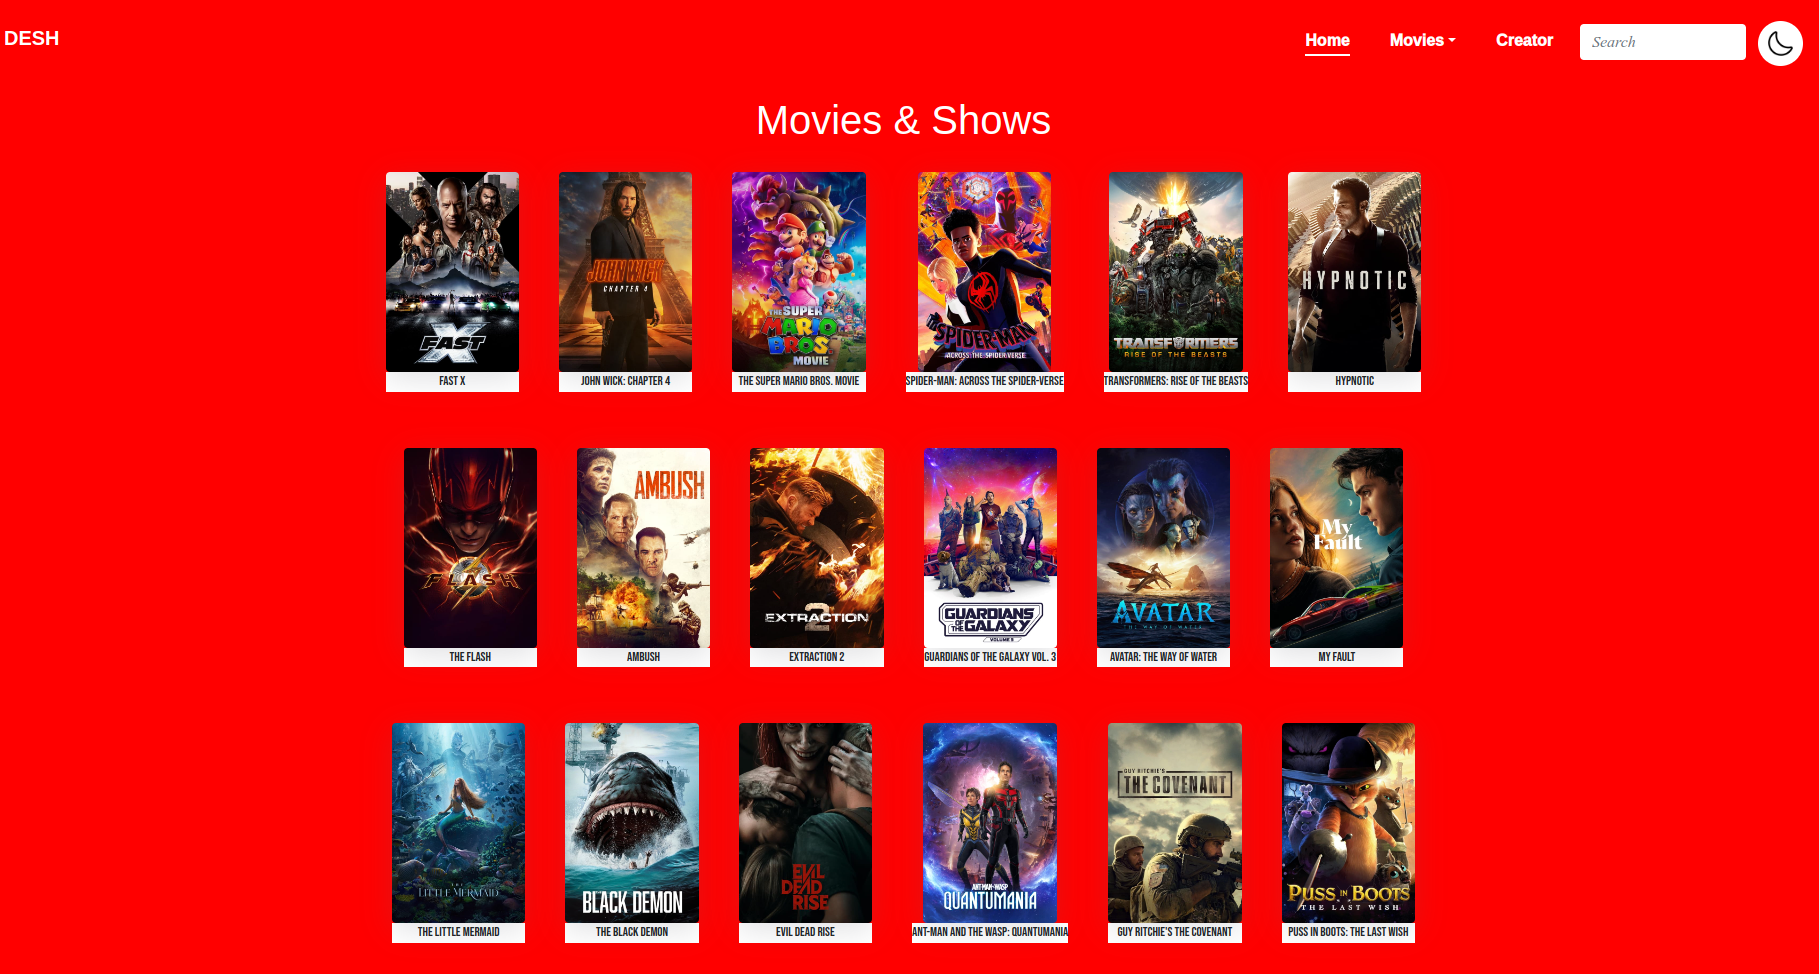 DESH
Home
Movies
Creator
Search
Movies & Shows
FAST X
JOHN WICK
CHAPTER 4
THE SUPER
MARIO
BROS.
MOVIE
SPIDER-MAN
ACROSS THE SPIDER-VERSE
TRANSFORMERS
RISE OF THE BEASTS
HYPNOTIC
FAST X
JOHN WICK: CHAPTER 4
THE SUPER MARIO BROS. MOVIE
SPIDER-MAN: ACROSS THE SPIDER-VERSE
TRANSFORMERS: RISE OF THE BEASTS
HYPNOTIC
FLASH
AMBUSH
EXTRACTION 2
GUARDIANS
OF THE GALAXY
VOLUME 3
AVATAR
THE WAY OF WATER
My
Fault
THE FLASH
AMBUSH
EXTRACTION 2
GUARDIANS OF THE GALAXY VOL. 3
AVATAR: THE WAY OF WATER
MY FAULT
THE
LITTLE MERMAID
BLACK DEMON
EVIL
DEAD
RISE
ANT-MAN AND THE WASP
QUANTUMANIA
GUY RITCHIE'S
THE COVENANT
PUSS IN BOOTS
THE LAST WISH
THE LITTLE MERMAID
THE BLACK DEMON
EVIL DEAD RISE
ANT-MAN AND THE WASP: QUANTUMANIA
GUY RITCHIE'S THE COVENANT
PUSS IN BOOTS: THE LAST WISH